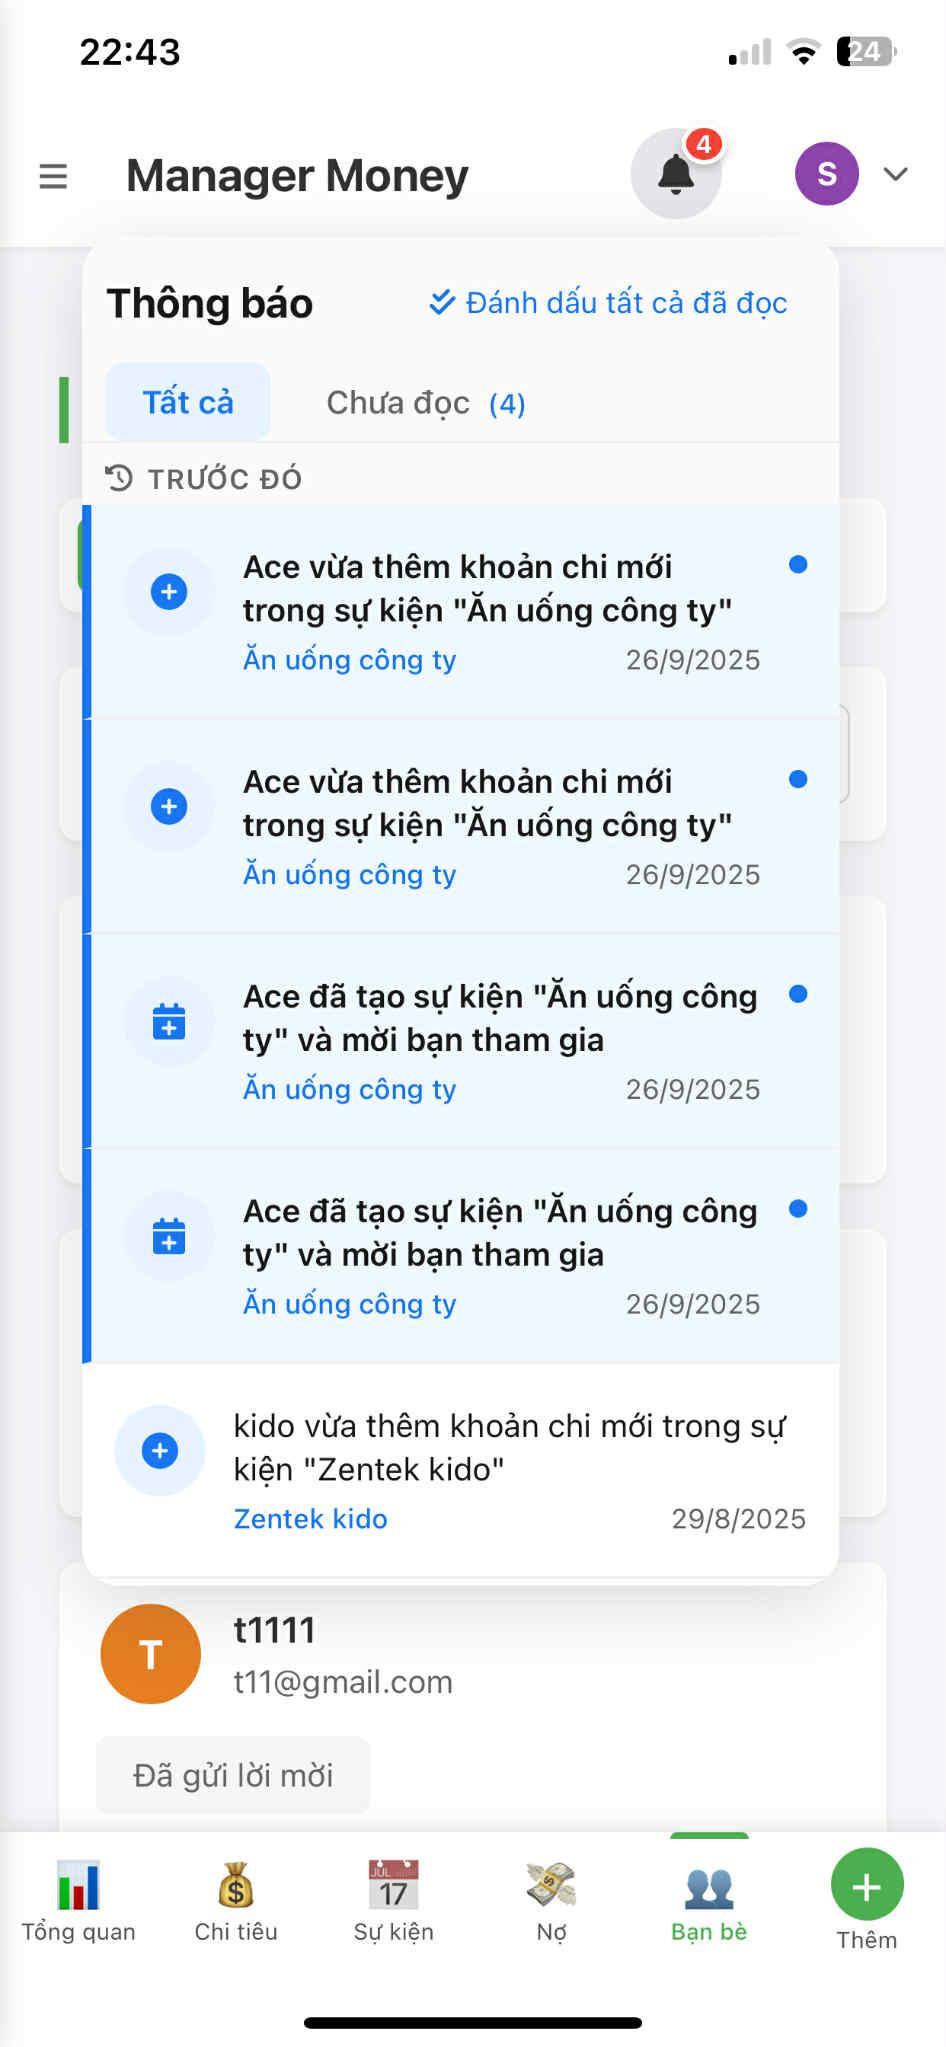 22:43
24
Manager Money
4
S
Thông báo
Đánh dấu tất cả đã đọc
Tất cả
Chưa đọc (4)
TRƯỚC ĐÓ
Ace vừa thêm khoản chi mới
trong sự kiện "Ăn uống công ty"
Ăn uống công ty
26/9/2025
Ace vừa thêm khoản chi mới
trong sự kiện "Ăn uống công ty"
Ăn uống công ty
26/9/2025
Ace đã tạo sự kiện "Ăn uống công
ty" và mời bạn tham gia
Ăn uống công ty
26/9/2025
Ace đã tạo sự kiện "Ăn uống công
ty" và mời bạn tham gia
Ăn uống công ty
26/9/2025
kido vừa thêm khoản chi mới trong sự
kiện "Zentek kido"
Zentek kido
29/8/2025
T
t1111
t11@gmail.com
Đã gửi lời mời
JUL
17
Tổng quan
Chi tiêu
Sự kiện
Nợ
Bạn bè
Thêm